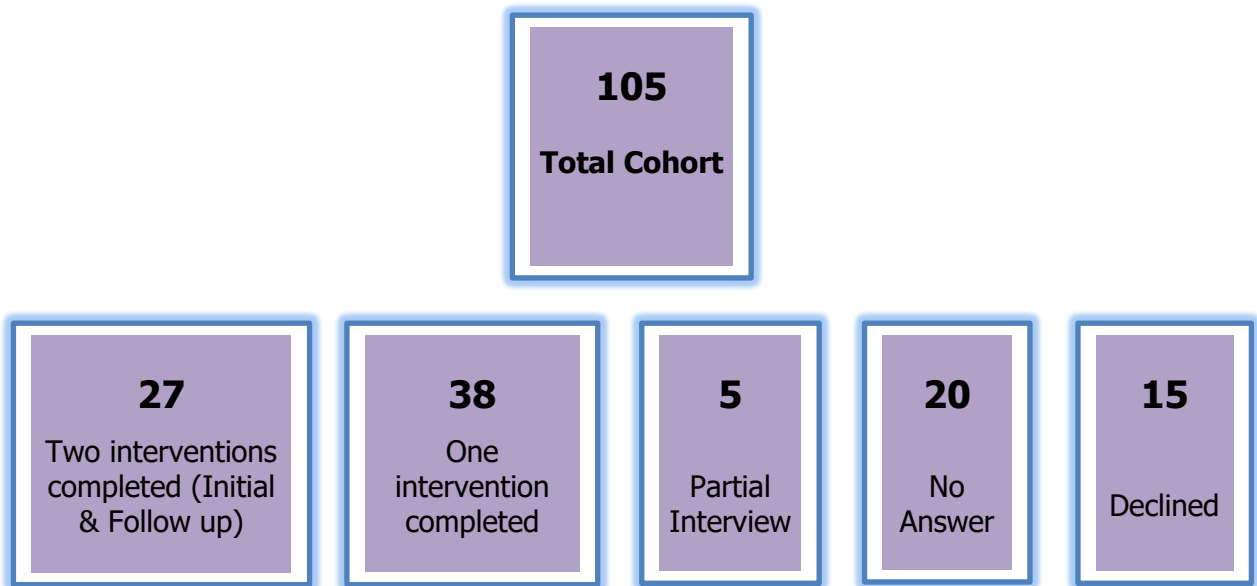 105
Total Cohort
27
Two interventions
completed (Initial
& Follow up)
38
One
intervention
completed
5
Partial
Interview
20
No
Answer
15
Declined